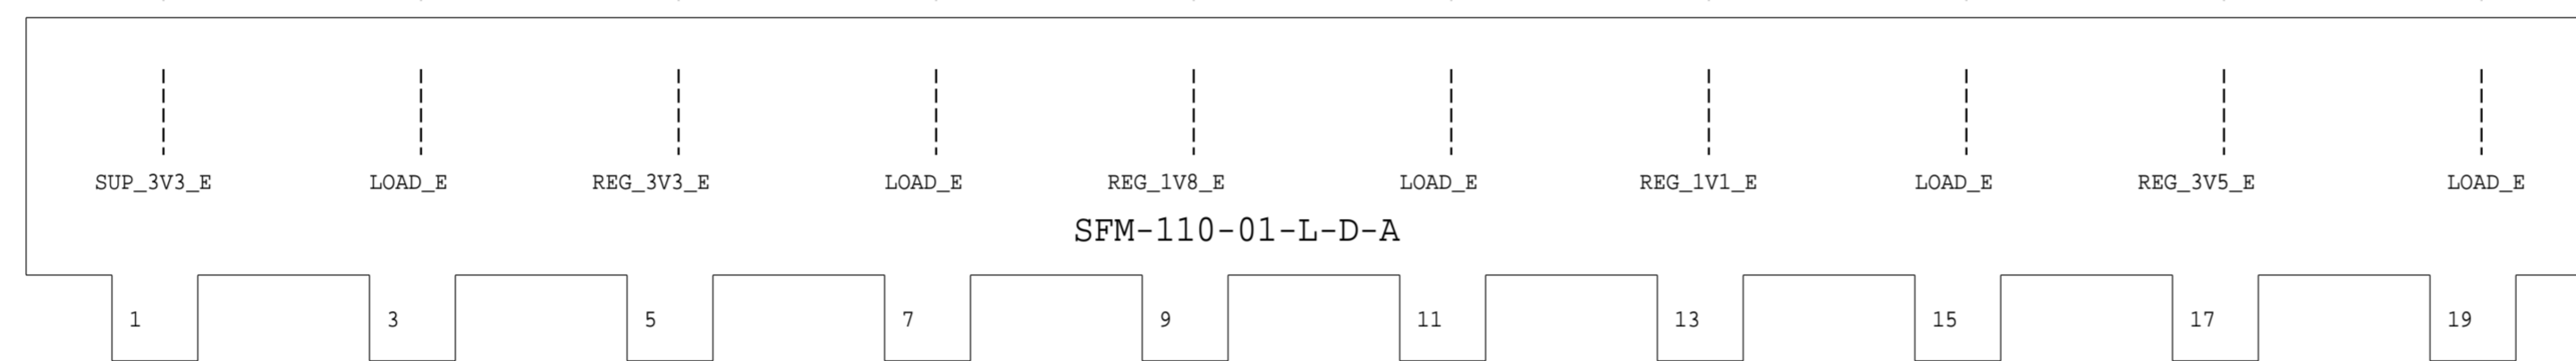 SUP_3V3_E LOAD_E REG_3V3_E LOAD_E REG_1V8_E LOAD_E REG_1V1_E LOAD_E REG_3V5_E LOAD_E
SFM-110-01-L-D-A
1 3 5 7 9 11 13 15 17 19